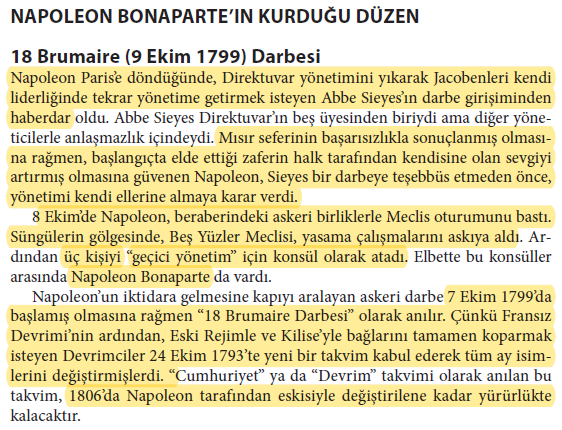 NAPOLEON BONAPARTE’IN KURDUĞU DÜZEN
18 Brumaire (9 Ekim 1799) Darbesi
Napoleon Paris’e döndüğünde, Direktuvar yönetimini yıkarak Jacobenleri kendi
liderliğinde tekrar yönetime getirmek isteyen Abbe Sieyes’ın darbe girişiminden
haberdar oldu. Abbe Sieyes Direktuvar’ın beş üyesinden biriydi ama diğer yöne-
ticilerle anlaşmazlık içindeydi. Mısır seferinin başarısızlıkla sonuçlanmış olması-
na rağmen, başlangıçta elde ettiği zaferin halk tarafından kendisine olan sevgiyi
artırmış olmasına güvenen Napoleon, Sieyes bir darbeye teşebbüs etmeden önce,
yönetimi kendi ellerine almaya karar verdi.
8 Ekim’de Napoleon, beraberindeki askeri birliklerle Meclis oturumunu bastı.
Süngülerin gölgesinde, Beş Yüzler Meclisi, yasama çalışmalarını askıya aldı. Ar-
dından üç kişiyi “geçici yönetim” için konsül olarak atadı. Elbette bu konsüller
arasında Napoleon Bonaparte da vardı.
Napoleon’un iktidara gelmesine kapıyı aralayan askeri darbe 7 Ekim 1799’da
başlamış olmasına rağmen “18 Brumaire Darbesi” olarak anılır. Çünkü Fransız
Devrimi’nin ardından, Eski Rejimle ve Kilise’yle bağlarını tamamen koparmak
isteyen Devrimciler 24 Ekim 1793’te yeni bir takvim kabul ederek tüm ay isim-
lerini değiştirmişlerdi. “Cumhuriyet” ya da “Devrim” takvimi olarak anılan bu
takvim, 1806’da Napoleon tarafından eskisiyle değiştirilene kadar yürürlükte
kalacaktır.